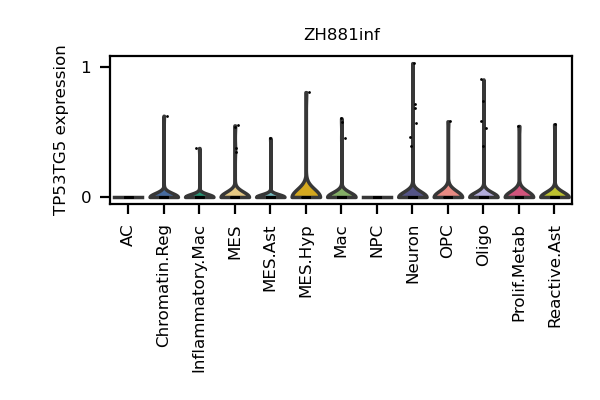 ZH881inf
TP53TG5 expression
1
0
AC
Chromatin.Reg
Inflammatory.Mac
MES
MES.Ast
MES.Hyp
Mac
NPC
Neuron
OPC
Oligo
Prolif.Metab
Reactive.Ast